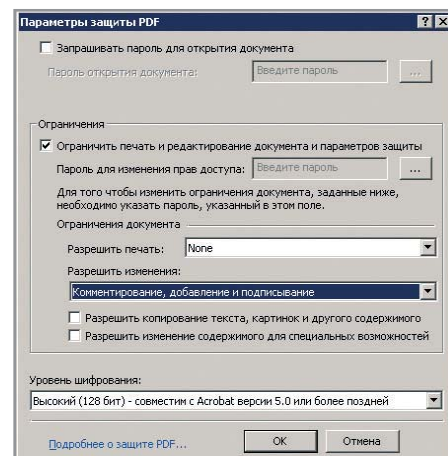 Параметры защиты PDF
Запрашивать пароль для открытия документа
Пароль открытия документа: Введите пароль ...
Ограничения
Ограничить печать и редактирование документа и параметров защиты
Пароль для изменения прав доступа: Введите пароль ...
Для того чтобы изменить ограничения документа, заданные ниже,
необходимо указать пароль, указанный в этом поле.
Ограничения документа
Разрешить печать: None
Разрешить изменения:
Комментирование, добавление и подписывание
Разрешить копирование текста, картинок и другого содержимого
Разрешить изменение содержимого для специальных возможностей
Уровень шифрования:
Высокий (128 бит) - совместим с Acrobat версии 5.0 или более поздней
Подробнее о защите PDF... ОК Отмена